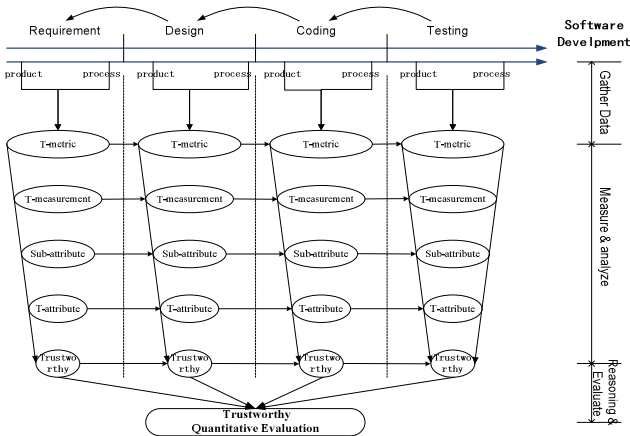 Requirement Design Coding Testing
Software
Develpment
product process product process product process product process
Gather Data
T-metric T-metric T-metric T-metric
T-measurement T-measurement T-measurement T-measurement
Measure & analyze
Sub-attribute Sub-attribute Sub-attribute Sub-attribute
T-attribute T-attribute T-attribute T-attribute
Trustwo Trustwo Trustwo Trustwo
rthy rthy rthy rthy
Reasoning &
Evaluate
Trustworthy
Quantitative Evaluation